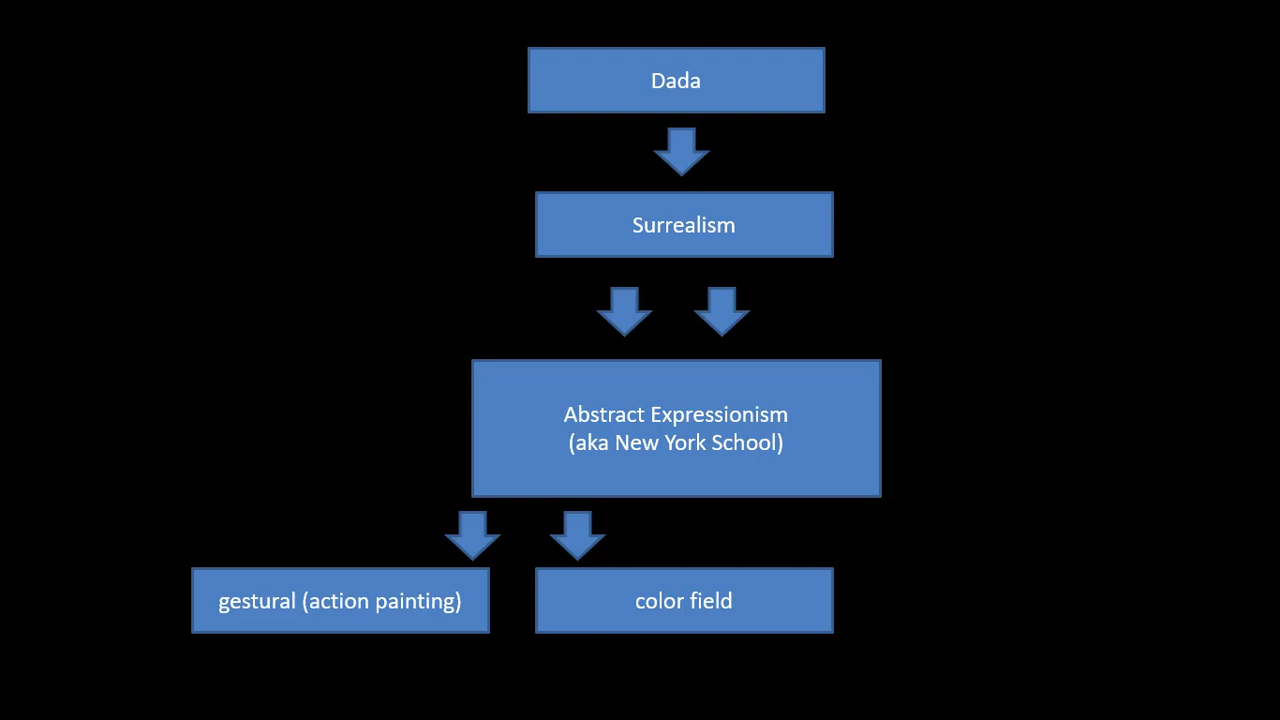 Dada
Surrealism
Abstract Expressionism
(aka New York School)
gestural (action painting)
color field